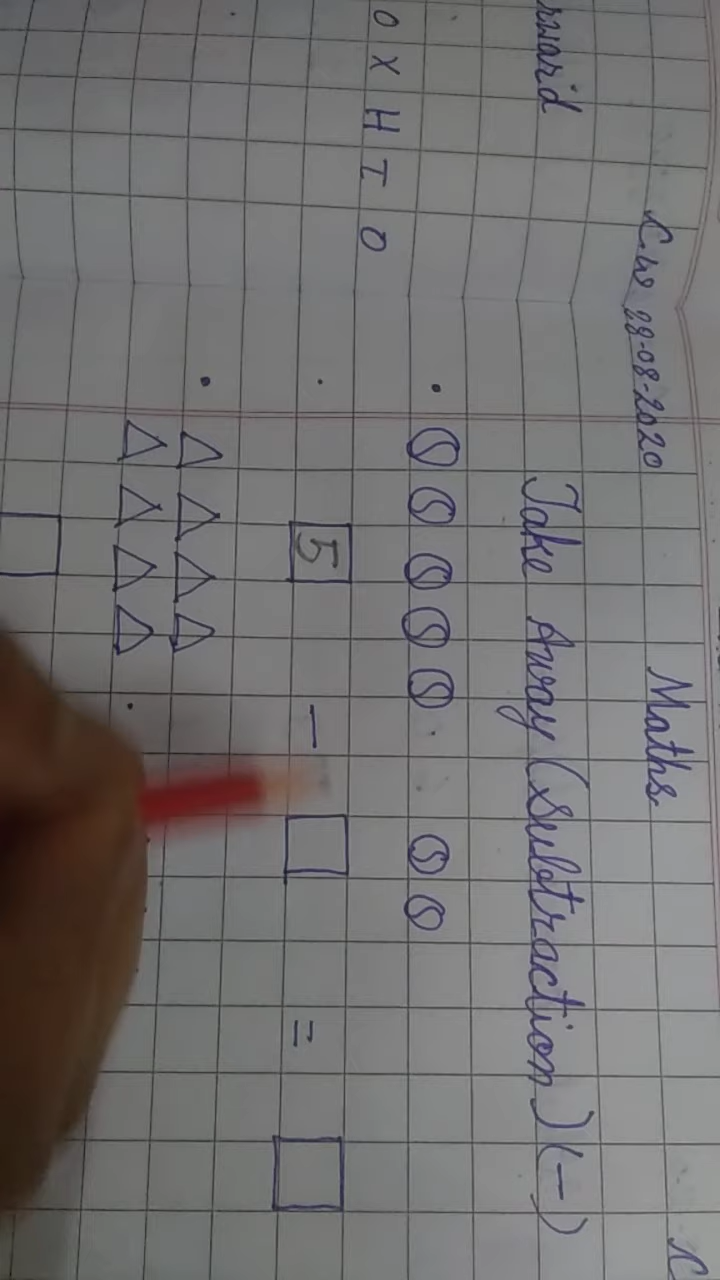 C.W 28-08-2020 Maths
Take Away (Subtraction) (-)
5 - =
O X H T O